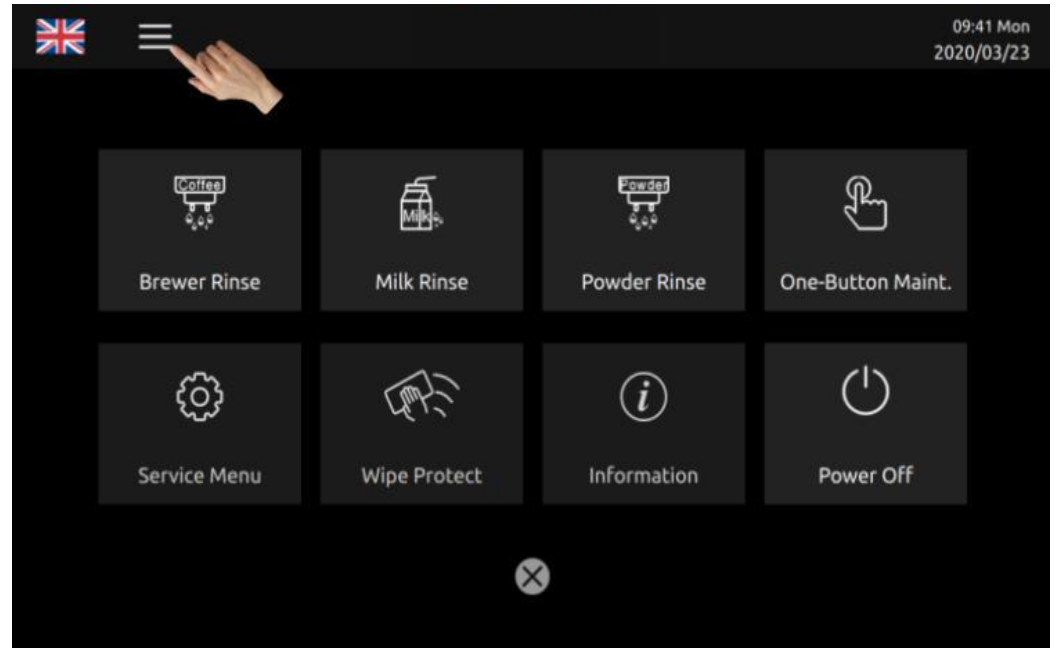 09:41 Mon
2020/03/23
Coffee
Milk
Powder
Brewer Rinse
Milk Rinse
Powder Rinse
One-Button Maint.
i
Service Menu
Wipe Protect
Information
Power Off